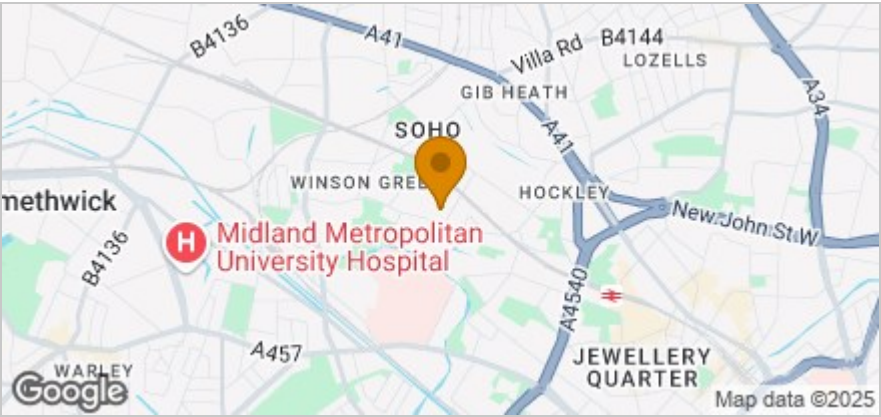 B4136
A41
Villa Rd
B4144
LOZELLS
GIB HEATH
A34
SOHO
A41
WINSON GREE
HOCKLEY
methwick
New John St W
H
Midland Metropolitan
University Hospital
B4136
A4540
A457
JEWELLERY
QUARTER
WARLEY
Google
Map data ©2025